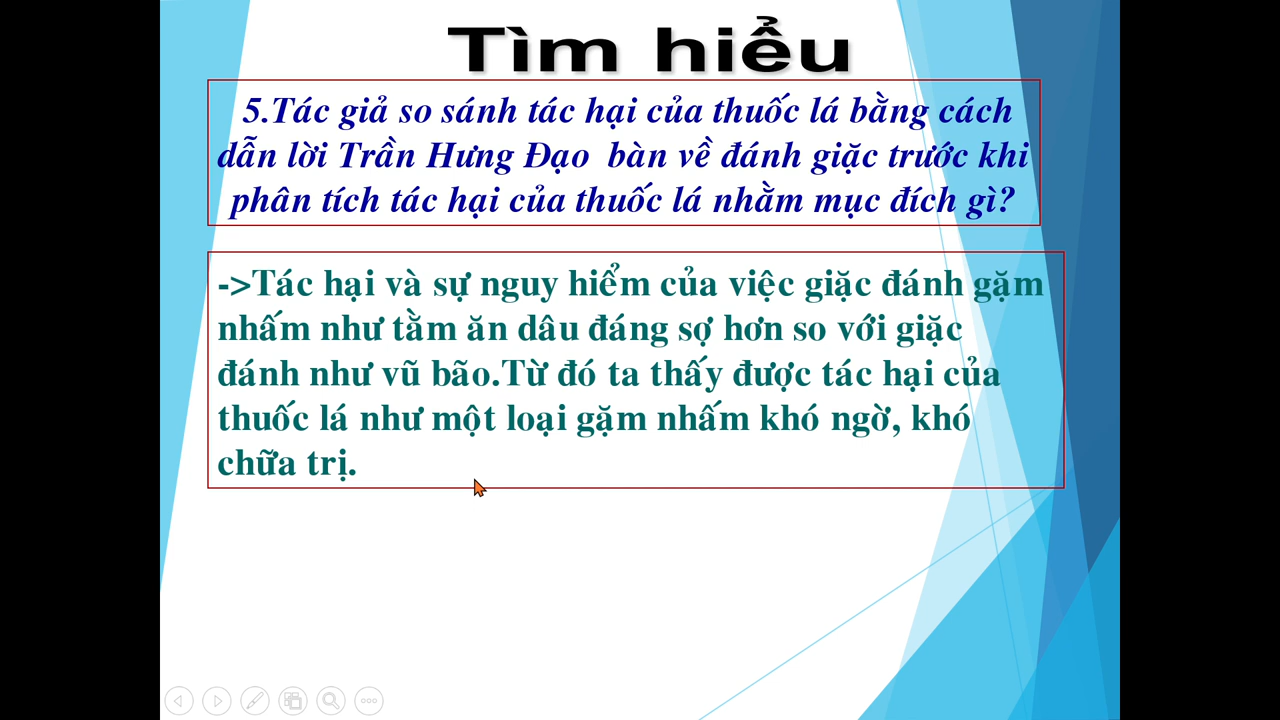 Tìm hiểu
5.Tác giả so sánh tác hại của thuốc lá bằng cách
dẫn lời Trần Hưng Đạo bàn về đánh giặc trước khi
phân tích tác hại của thuốc lá nhằm mục đích gì?
->Tác hại và sự nguy hiểm của việc giặc đánh gặm
nhấm như tằm ăn dâu đáng sợ hơn so với giặc
đánh như vũ bão.Từ đó ta thấy được tác hại của
thuốc lá như một loại gặm nhấm khó ngờ, khó
chữa trị.